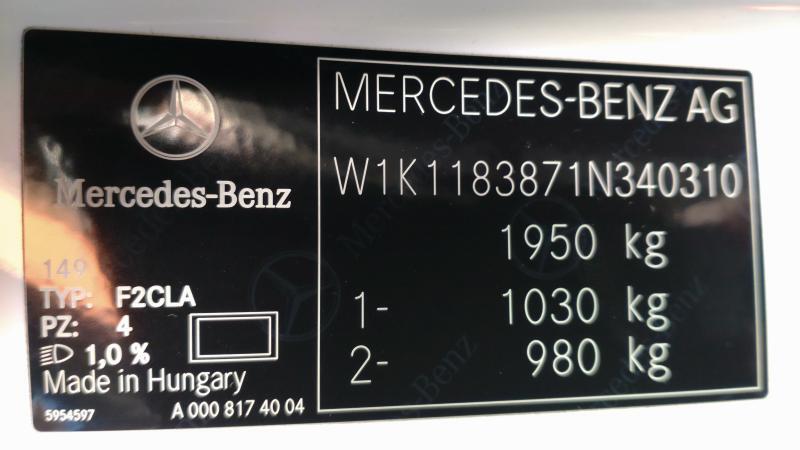 Mercedes-Benz
149
TYP: F2CLA
PZ: 4
1,0 %
Made in Hungary
5954597 A 000 817 40 04
MERCEDES-BENZ AG
W1K1183871N340310
1950 kg
1- 1030 kg
2- 980 kg